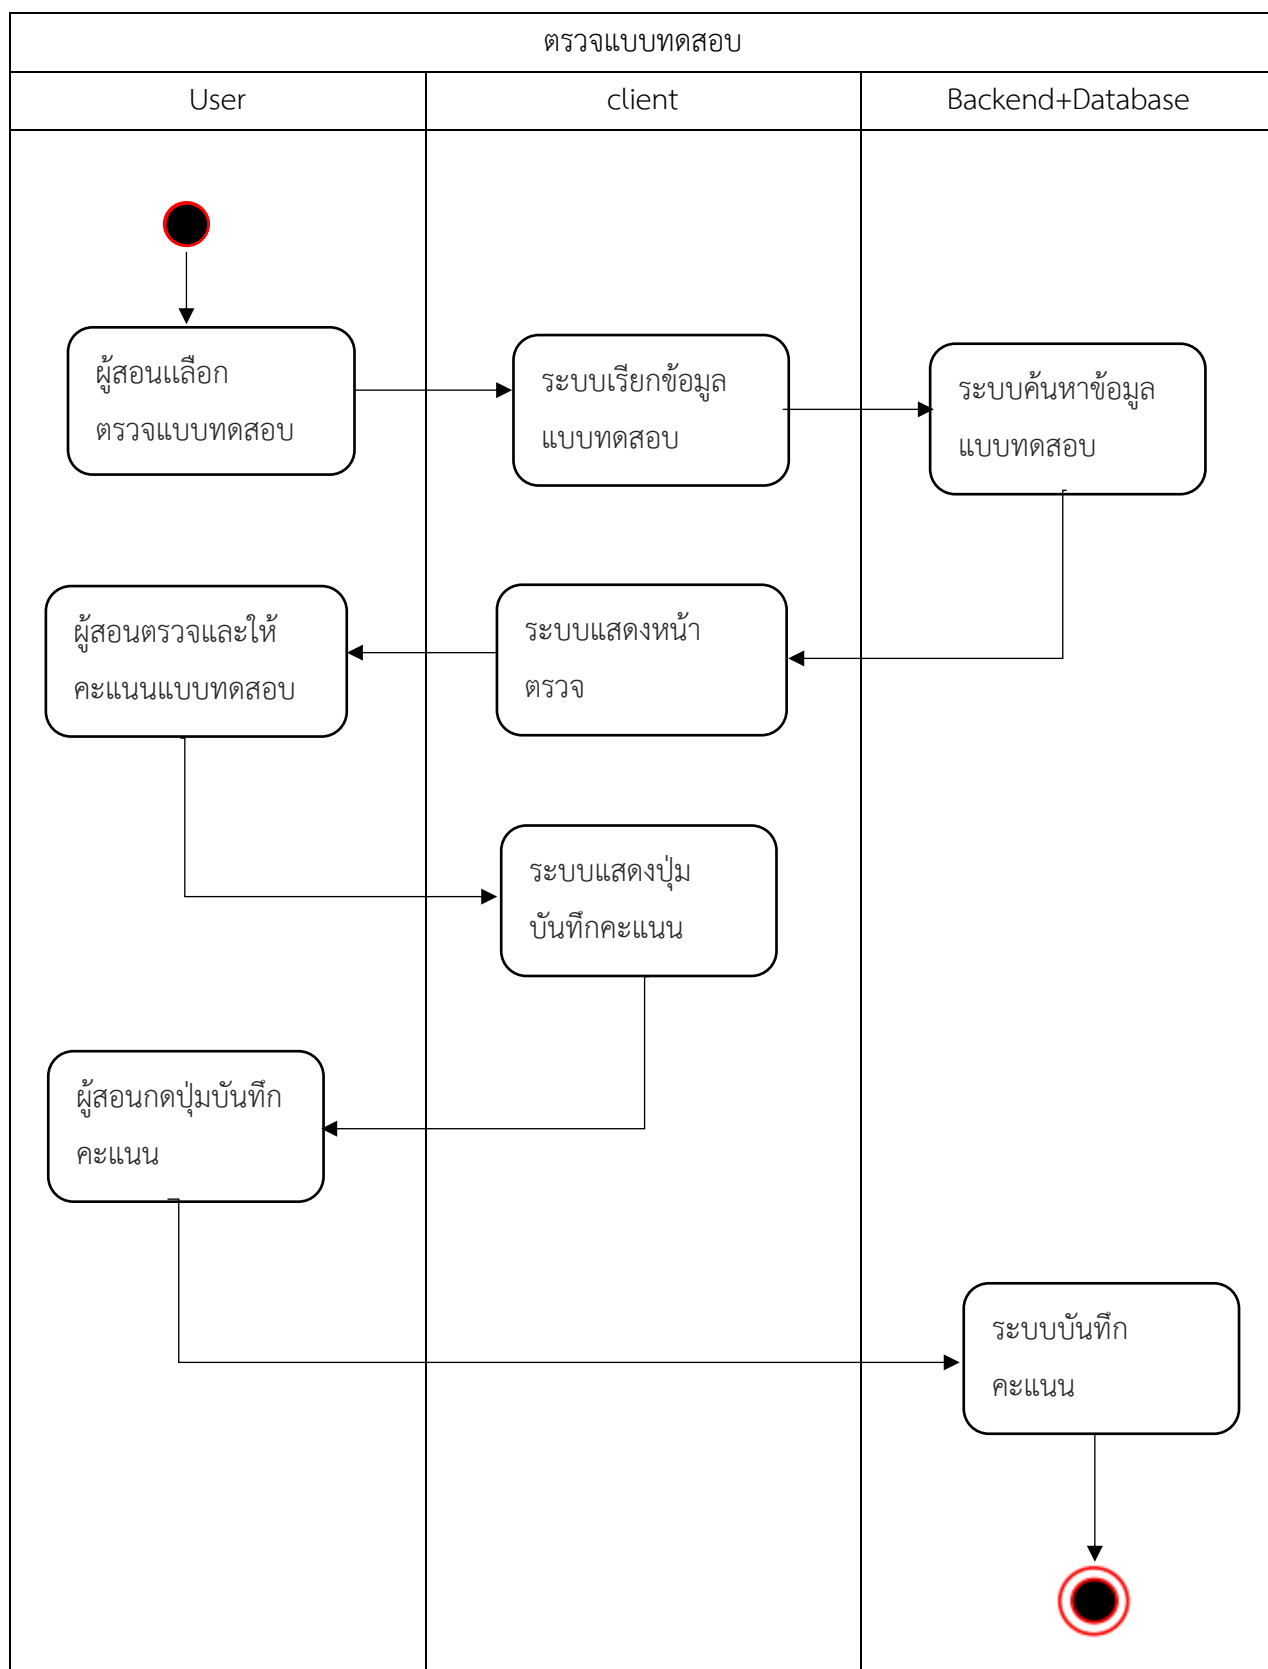 ตรวจแบบทดสอบ
User
client
Backend+Database
ผู้สอนแเลือก
ตรวจแบบทดสอบ
ระบบเรียกข้อมูล
แบบทดสอบ
ระบบค้นหาข้อมูล
แบบทดสอบ
ผู้สอนตรวจและให้
คะแนนแบบทดสอบ
ระบบแสดงหน้า
ตรวจ
ระบบแสดงปุ่ม
บันทึกคะแนน
ผู้สอนกดปุ่มบันทึก
คะแนน
ระบบบันทึก
คะแนน